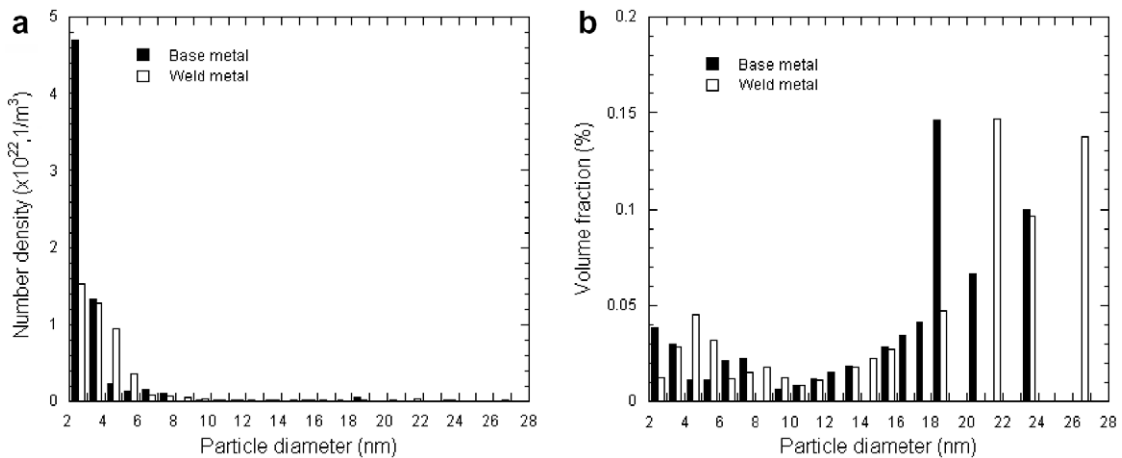 a
5
4
3
2
1
0
Number density (x10²²,1/m³)
Base metal
Weld metal
2 4 6 8 10 12 14 16 18 20 22 24 26 28
Particle diameter (nm)
b
0.2
0.15
0.1
0.05
0
Volume fraction (%)
Base metal
Weld metal
2 4 6 8 10 12 14 16 18 20 22 24 26 28
Particle diameter (nm)